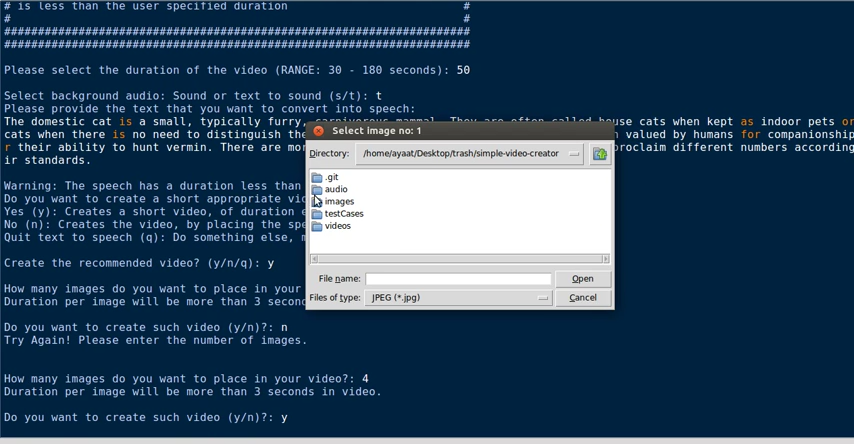 # is less than the user specified duration #
# #
######################################################################
######################################################################
Please select the duration of the video (RANGE: 30 - 180 seconds): 50
Select background audio: Sound or text to sound (s/t): t
Please provide the text that you want to convert into speech:
The domestic cat is a small, typically furry, carnivorous mammal. They are often called house cats when kept as indoor pets or
cats when there is no need to distinguish the
n valued by humans for companionship
r their ability to hunt vermin. There are mor
proclaim different numbers according
ir standards.
Warning: The speech has a duration less than
Do you want to create a short appropriate vid
Yes (y): Creates a short video, of duration e
No (n): Creates the video, by placing the spe
Quit text to speech (q): Do something else, m
Create the recommended video? (y/n/q): y
How many images do you want to place in your
Duration per image will be more than 3 second
Do you want to create such video (y/n)?: n
Try Again! Please enter the number of images.
How many images do you want to place in your video?: 4
Duration per image will be more than 3 seconds in video.
Do you want to create such video (y/n)?: y
Select image no: 1
Directory: /home/ayaat/Desktop/trash/simple-video-creator
.git
audio
images
testCases
videos
File name: Open
Files of type: JPEG (*.jpg) Cancel